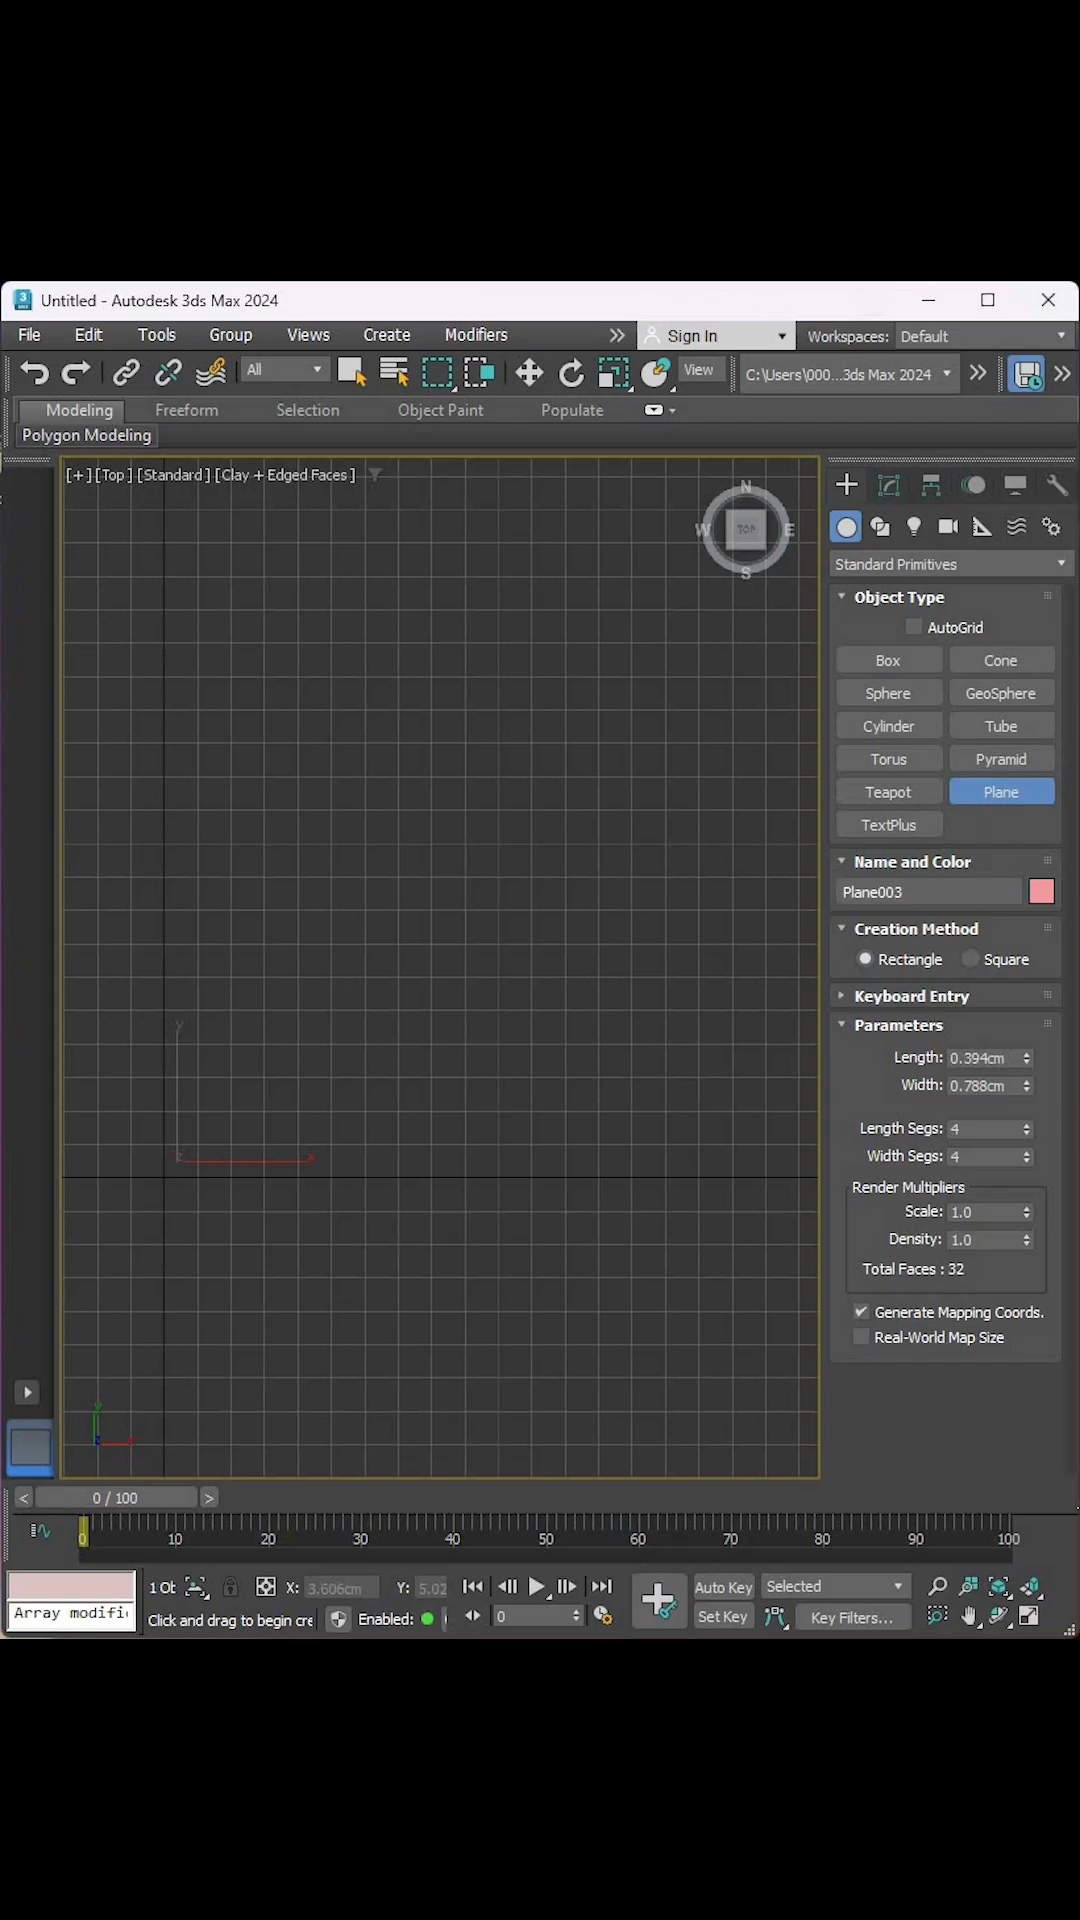 Untitled - Autodesk 3ds Max 2024
File Edit Tools Group Views Create Modifiers Sign In Workspaces: Default
All View C:\Users\000...3ds Max 2024
Modeling Freeform Selection Object Paint Populate
Polygon Modeling
[+] [Top] [Standard] [Clay + Edged Faces]
N
W TOP E
S
Standard Primitives
Object Type
AutoGrid
Box Cone
Sphere GeoSphere
Cylinder Tube
Torus Pyramid
Teapot Plane
TextPlus
Name and Color
Plane003
Creation Method
Rectangle Square
Keyboard Entry
Parameters
Length: 0.394cm
Width: 0.788cm
Length Segs: 4
Width Segs: 4
Render Multipliers
Scale: 1.0
Density: 1.0
Total Faces : 32
Generate Mapping Coords.
Real-World Map Size
y
z x
0 / 100
0 10 20 30 40 50 60 70 80 90 100
1 Ot X: 3.606cm Y: 5.02 Auto Key Selected
Array modifi Click and drag to begin cre Enabled: 0 Set Key Key Filters...